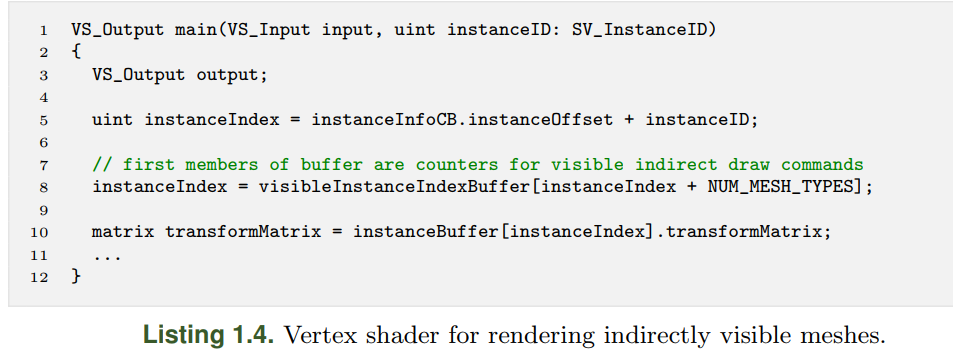 1 VS_Output main(VS_Input input, uint instanceID: SV_InstanceID)
2 {
3   VS_Output output;
4
5   uint instanceIndex = instanceInfoCB.instanceOffset + instanceID;
6
7   // first members of buffer are counters for visible indirect draw commands
8   instanceIndex = visibleInstanceIndexBuffer[instanceIndex + NUM_MESH_TYPES];
9
10   matrix transformMatrix = instanceBuffer[instanceIndex].transformMatrix;
11   ...
12 }
Listing 1.4. Vertex shader for rendering indirectly visible meshes.